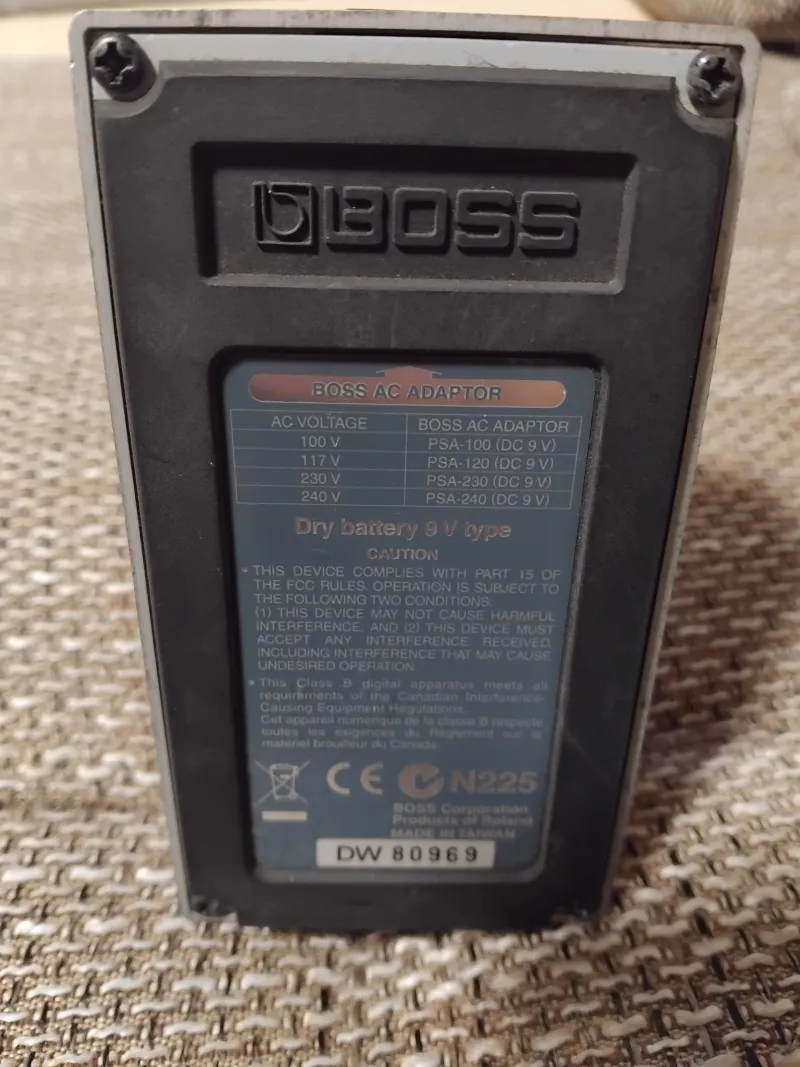 BOSS
BOSS AC ADAPTOR
AC VOLTAGE BOSS AC ADAPTOR
100 V PSA-100 (DC 9 V)
117 V PSA-120 (DC 9 V)
230 V PSA-230 (DC 9 V)
240 V PSA-240 (DC 9 V)
Dry battery 9 V type
CAUTION
• THIS DEVICE COMPLIES WITH PART 15 OF
THE FCC RULES. OPERATION IS SUBJECT TO
THE FOLLOWING TWO CONDITIONS:
(1) THIS DEVICE MAY NOT CAUSE HARMFUL
INTERFERENCE, AND (2) THIS DEVICE MUST
ACCEPT ANY INTERFERENCE RECEIVED,
INCLUDING INTERFERENCE THAT MAY CAUSE
UNDESIRED OPERATION.
• This Class B digital apparatus meets all
requirements of the Canadian Interference-
Causing Equipment Regulations.
Cet appareil numerique de la classe B respecte
toutes les exigences du Règlement sur le
matériel brouilleur du Canada.
CE N225
BOSS Corporation
Products of Roland
MADE IN TAIWAN
DW 80969